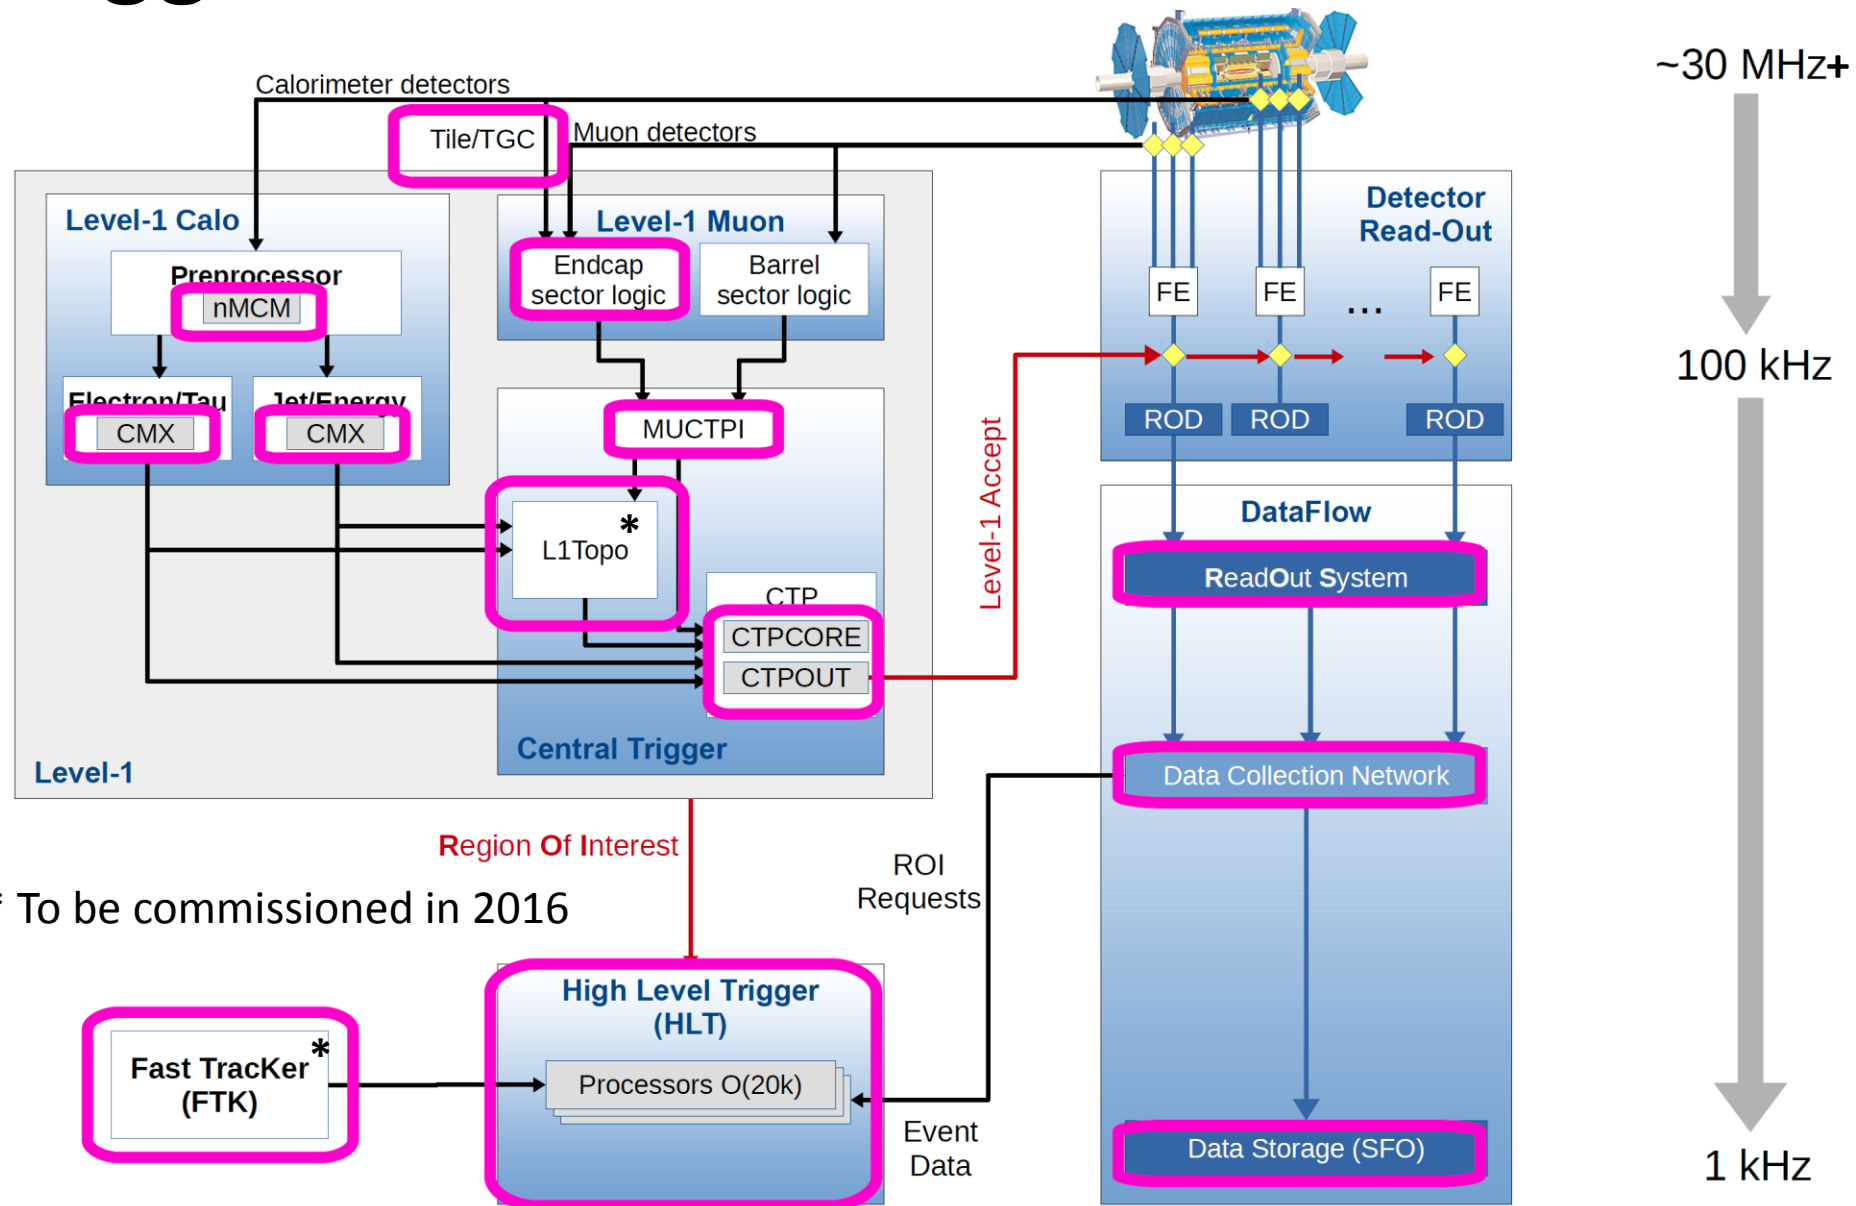 ~30 MHz+
Calorimeter detectors
Tile/TGC
Muon detectors
Level-1 Calo
Preprocessor
nMCM
Electron/Tau
CMX
Jet/Energy
CMX
Level-1 Muon
Endcap
sector logic
Barrel
sector logic
MUCTPI
L1Topo
*
CTP
CTPCORE
CTPOUT
Central Trigger
Level-1
Level-1 Accept
Detector
Read-Out
FE
FE
...
FE
ROD
ROD
ROD
100 kHz
DataFlow
ReadOut System
Data Collection Network
Data Storage (SFO)
1 kHz
Region Of Interest
ROI
Requests
* To be commissioned in 2016
High Level Trigger
(HLT)
Processors O(20k)
Fast TracKer
*
(FTK)
Event
Data